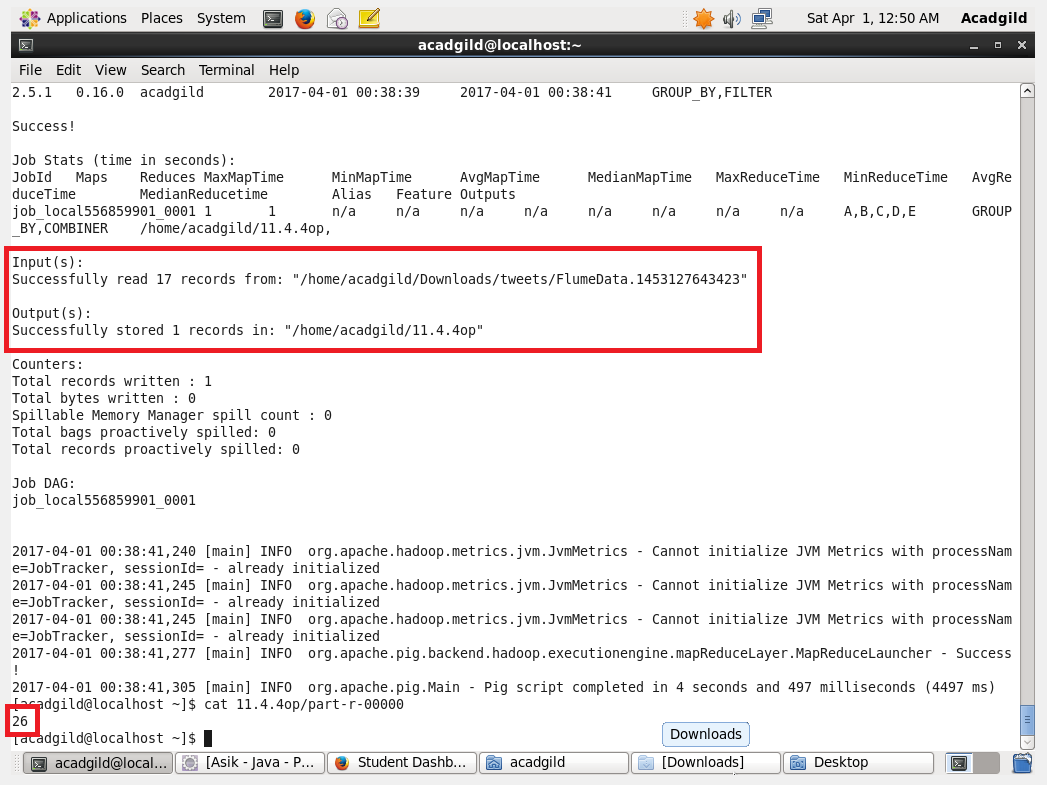 Applications Places System Sat Apr 1, 12:50 AM Acadgild
acadgild@localhost:~
File Edit View Search Terminal Help
2.5.1 0.16.0 acadgild 2017-04-01 00:38:39 2017-04-01 00:38:41 GROUP_BY,FILTER
Success!
Job Stats (time in seconds):
JobId Maps Reduces MaxMapTime MinMapTime AvgMapTime MedianMapTime MaxReduceTime MinReduceTime AvgRe
duceTime MedianReducetime Alias Feature Outputs
job_local556859901_0001 1 1 n/a n/a n/a n/a n/a n/a n/a n/a A,B,C,D,E GROUP
_BY,COMBINER /home/acadgild/11.4.4op,
Input(s):
Successfully read 17 records from: "/home/acadgild/Downloads/tweets/FlumeData.1453127643423"
Output(s):
Successfully stored 1 records in: "/home/acadgild/11.4.4op"
Counters:
Total records written : 1
Total bytes written : 0
Spillable Memory Manager spill count : 0
Total bags proactively spilled: 0
Total records proactively spilled: 0
Job DAG:
job_local556859901_0001
2017-04-01 00:38:41,240 [main] INFO org.apache.hadoop.metrics.jvm.JvmMetrics - Cannot initialize JVM Metrics with processNam
e=JobTracker, sessionId= - already initialized
2017-04-01 00:38:41,245 [main] INFO org.apache.hadoop.metrics.jvm.JvmMetrics - Cannot initialize JVM Metrics with processNam
e=JobTracker, sessionId= - already initialized
2017-04-01 00:38:41,245 [main] INFO org.apache.hadoop.metrics.jvm.JvmMetrics - Cannot initialize JVM Metrics with processNam
e=JobTracker, sessionId= - already initialized
2017-04-01 00:38:41,277 [main] INFO org.apache.pig.backend.hadoop.executionengine.mapReduceLayer.MapReduceLauncher - Success
!
2017-04-01 00:38:41,305 [main] INFO org.apache.pig.Main - Pig script completed in 4 seconds and 497 milliseconds (4497 ms)
[acadgild@localhost ~]$ cat 11.4.4op/part-r-00000
26
[acadgild@localhost ~]$
Downloads
acadgild@local... [Asik - Java - P... Student Dashb... acadgild [Downloads] Desktop